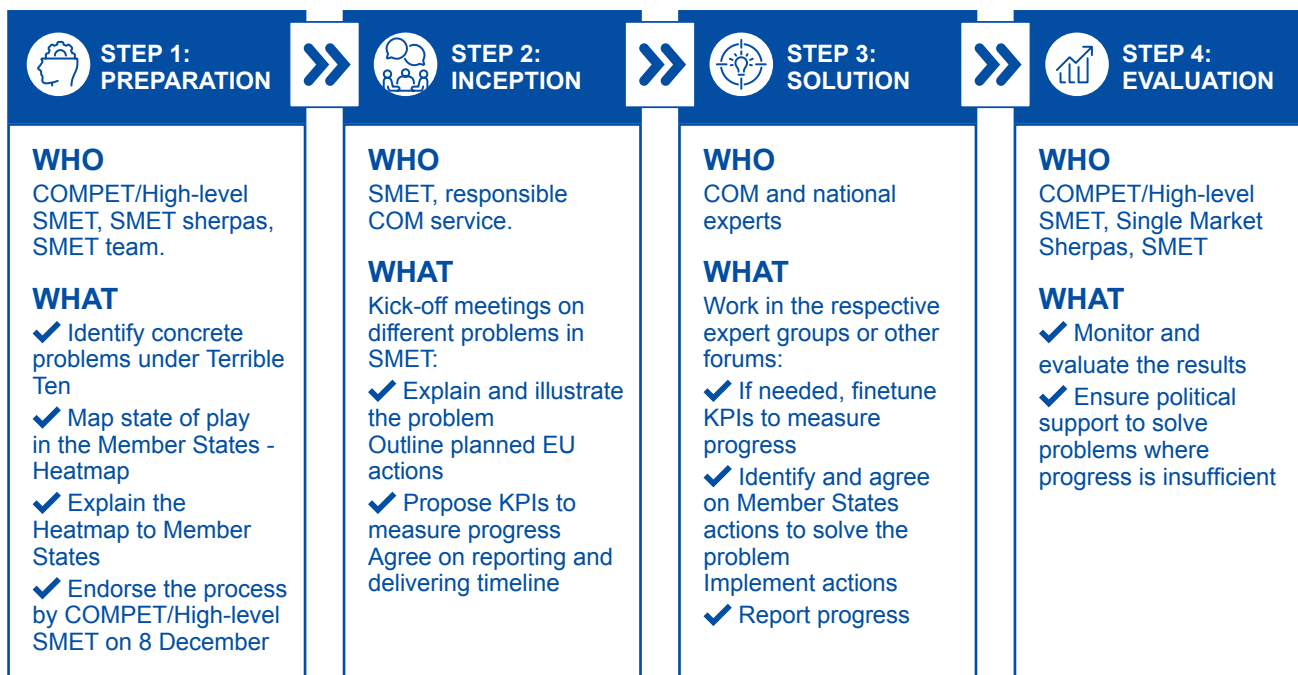 STEP 1:
PREPARATION
WHO
COMPET/High-level
SMET, SMET sherpas,
SMET team.
WHAT
✔ Identify concrete
problems under Terrible
Ten
✔ Map state of play
in the Member States -
Heatmap
✔ Explain the
Heatmap to Member
States
✔ Endorse the process
by COMPET/High-level
SMET on 8 December
STEP 2:
INCEPTION
WHO
SMET, responsible
COM service.
WHAT
Kick-off meetings on
different problems in
SMET:
✔ Explain and illustrate
the problem
Outline planned EU
actions
✔ Propose KPIs to
measure progress
Agree on reporting and
delivering timeline
STEP 3:
SOLUTION
WHO
COM and national
experts
WHAT
Work in the respective
expert groups or other
forums:
✔ If needed, finetune
KPIs to measure
progress
✔ Identify and agree
on Member States
actions to solve the
problem
Implement actions
✔ Report progress
STEP 4:
EVALUATION
WHO
COMPET/High-level
SMET, Single Market
Sherpas, SMET
WHAT
✔ Monitor and
evaluate the results
✔ Ensure political
support to solve
problems where
progress is insufficient